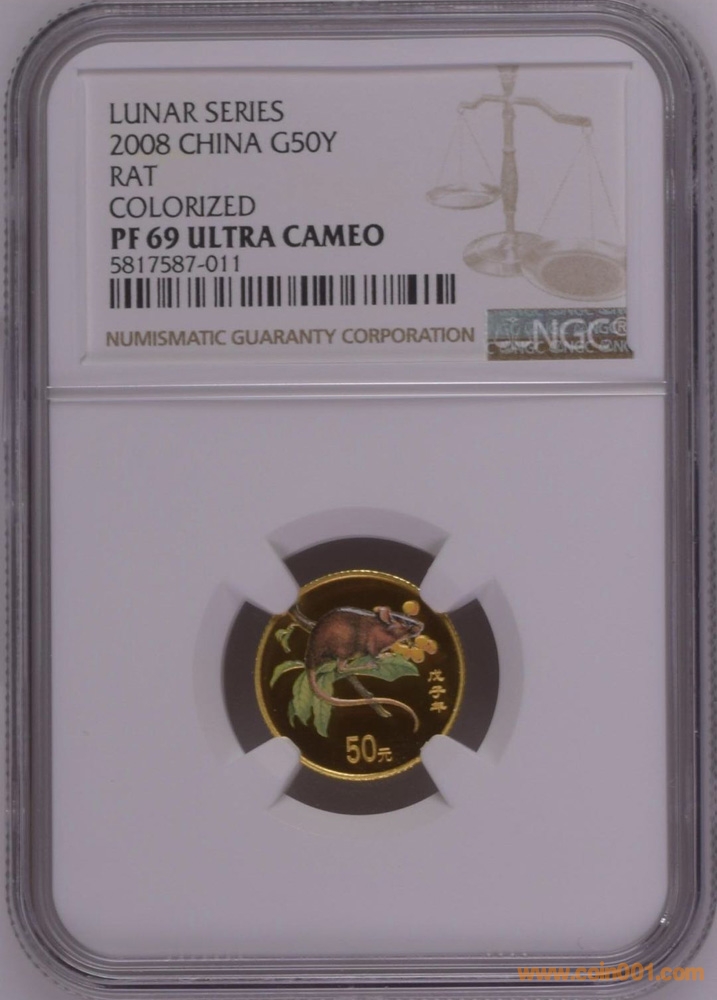 LUNAR SERIES
2008 CHINA G50Y
RAT
COLORIZED
PF 69 ULTRA CAMEO
5817587-011
NUMISMATIC GUARANTY CORPORATION
NGC®
戊子年
50元
www.coin001.com